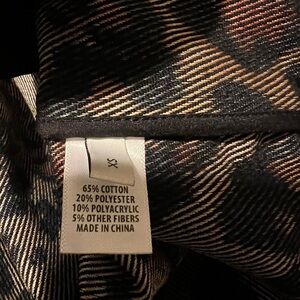 XS
65% COTTON
20% POLYESTER
10% POLYACRYLIC
5% OTHER FIBERS
MADE IN CHINA